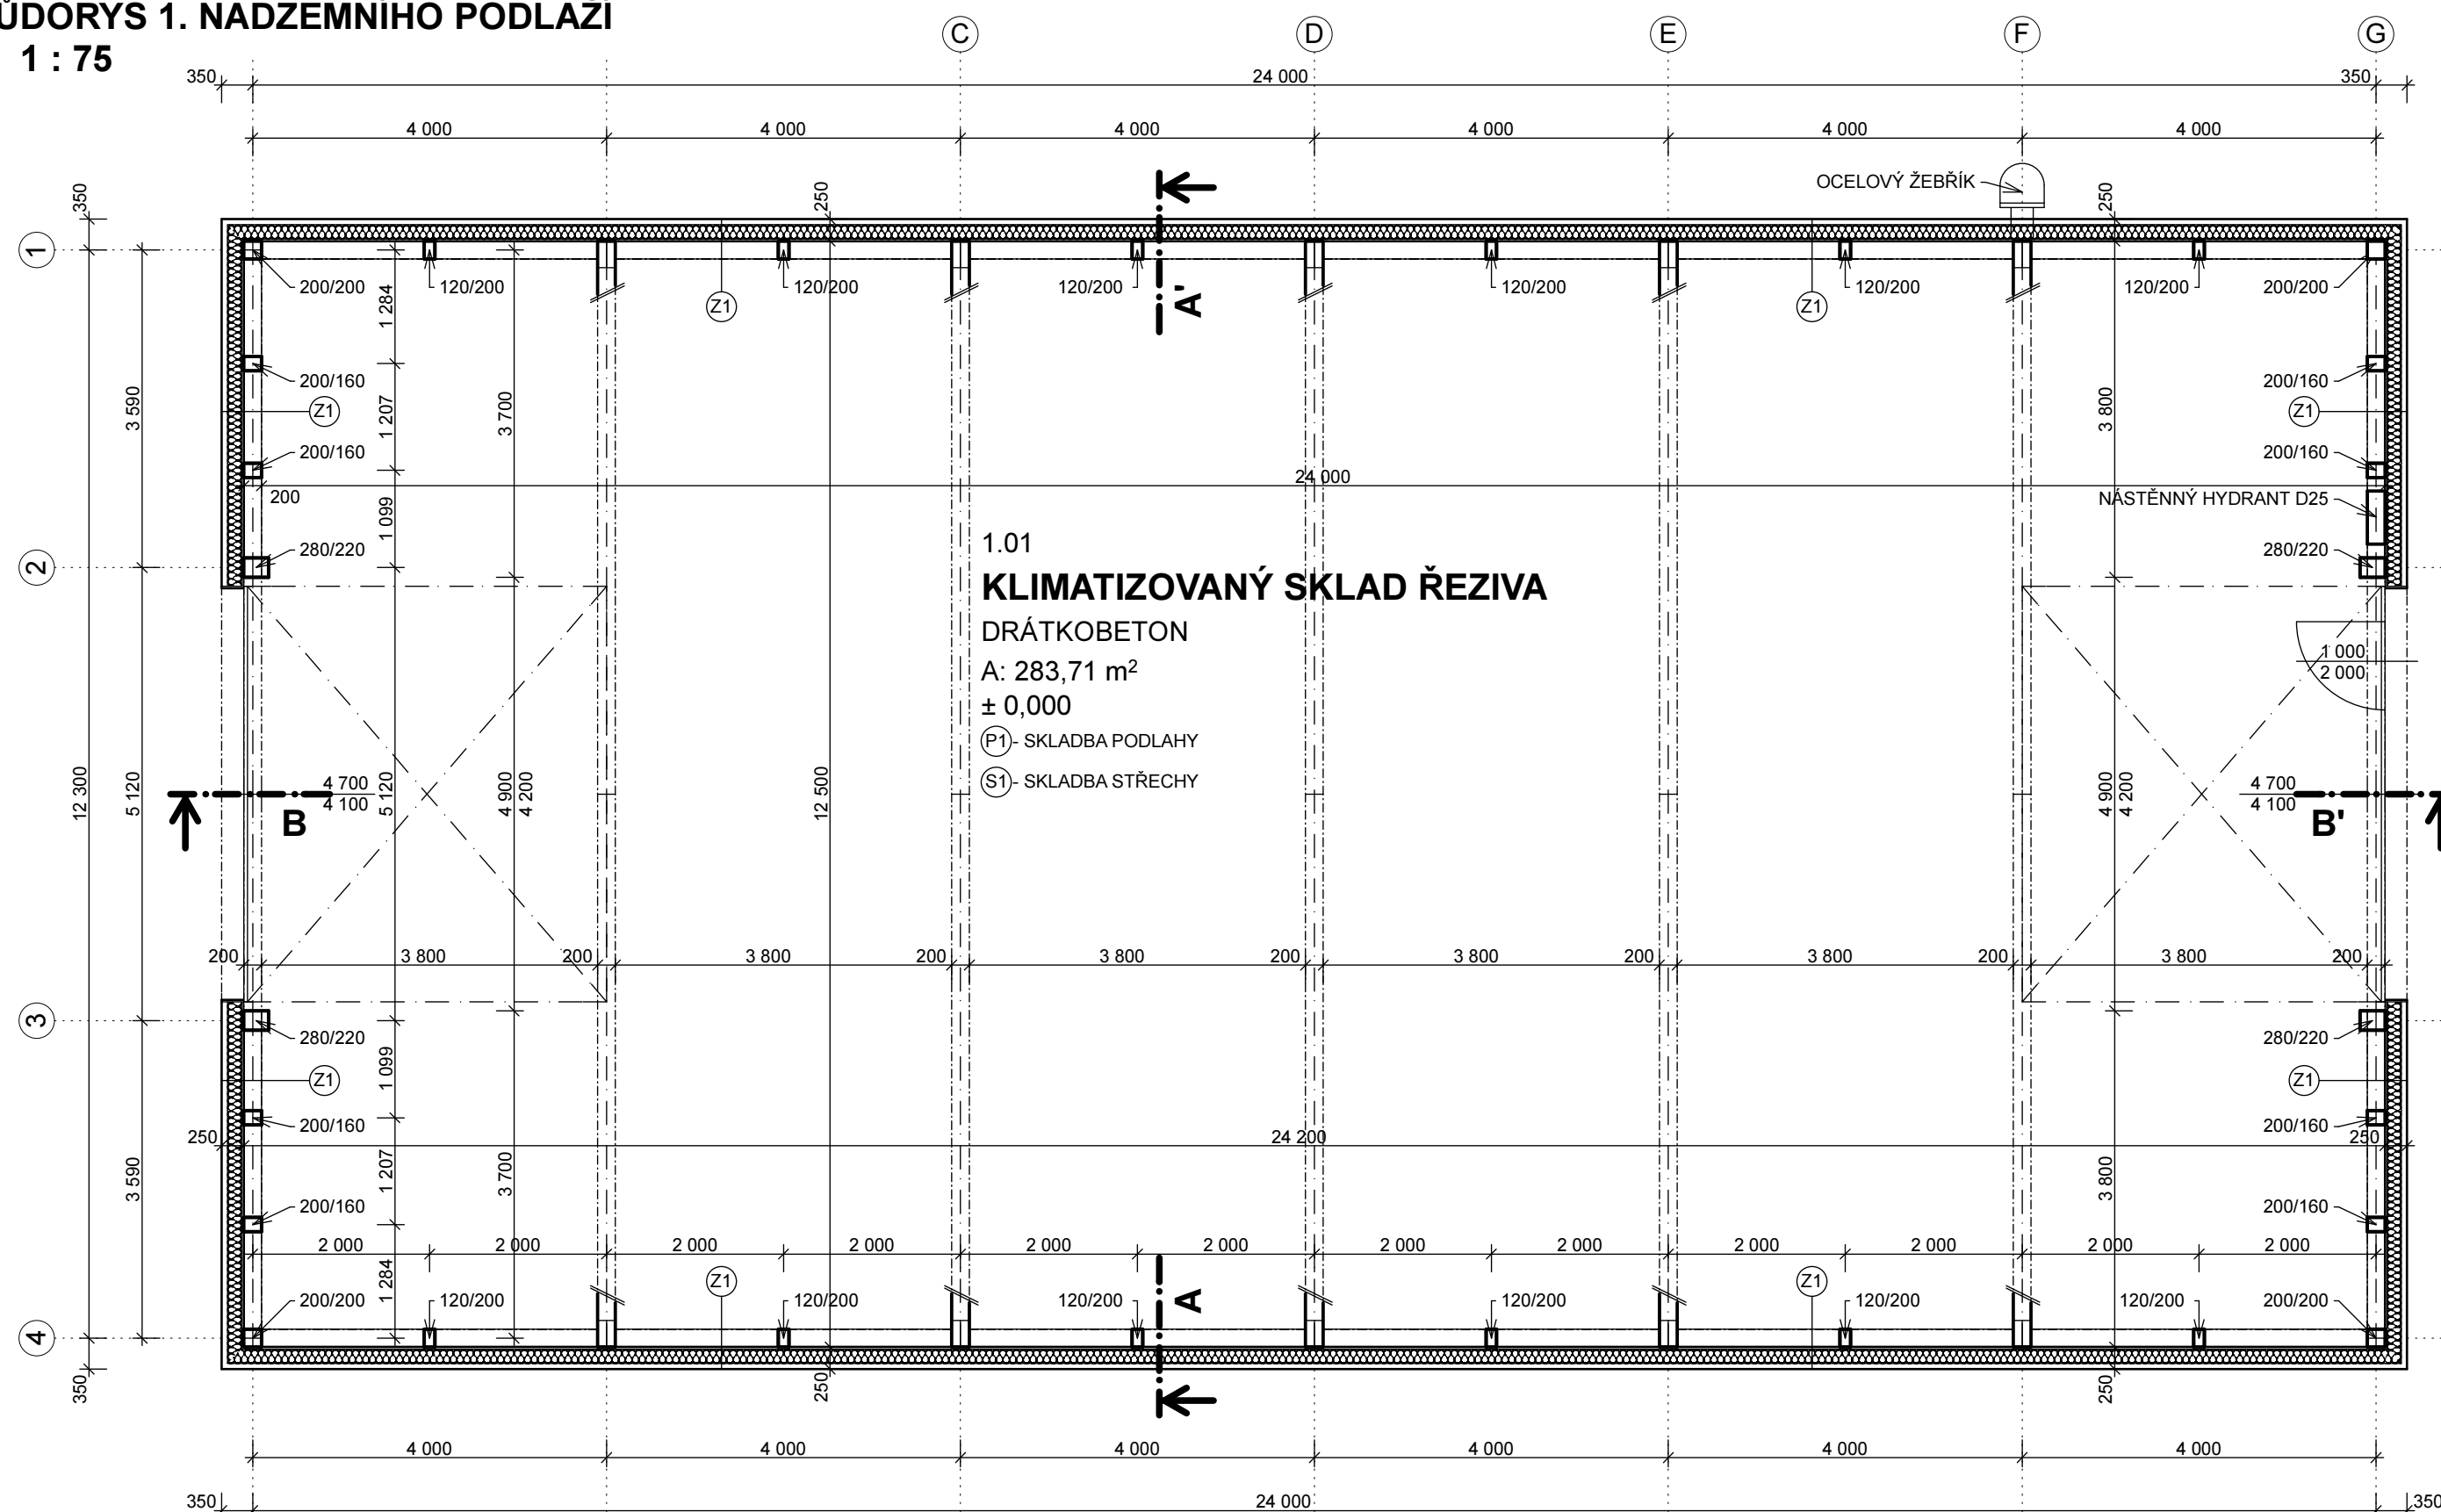 ŮDORYS 1. NADZEMNÍHO PODLAŽÍ
1 : 75
C D E F G
350 24 000 350
4 000 4 000 4 000 4 000 4 000 4 000
OCELOVÝ ŽEBŘÍK
350 250 250
1
200/200 120/200 120/200 120/200 120/200 120/200 120/200 200/200
Z1 A' Z1
1 284
200/160 200/160
Z1 Z1
3 590 1 207 3 700 3 800
200/160 200/160
24 000
200 NÁSTĚNNÝ HYDRANT D25
1 099
280/220 280/220
2
1.01
KLIMATIZOVANÝ SKLAD ŘEZIVA
DRÁTKOBETON
A: 283,71 m²
± 0,000
P1 - SKLADBA PODLAHY
S1 - SKLADBA STŘECHY
1 000
2 000
12 300 5 120 5 120 4 900 12 500 4 900
4 200 4 200
4 700 4 700
4 100 4 100
B B'
200 3 800 200 3 800 200 3 800 200 3 800 200 3 800 200 3 800 200
3
280/220 280/220
1 099
Z1 Z1
200/160 200/160
250 24 200 250
3 590 1 207 3 700 3 800
200/160 200/160
2 000 2 000 2 000 2 000 2 000 2 000 2 000 2 000 2 000 2 000 2 000 2 000
1 284
Z1 A Z1
200/200 120/200 120/200 120/200 120/200 120/200 120/200 200/200
4
350 250 250
4 000 4 000 4 000 4 000 4 000 4 000
350 24 000 350